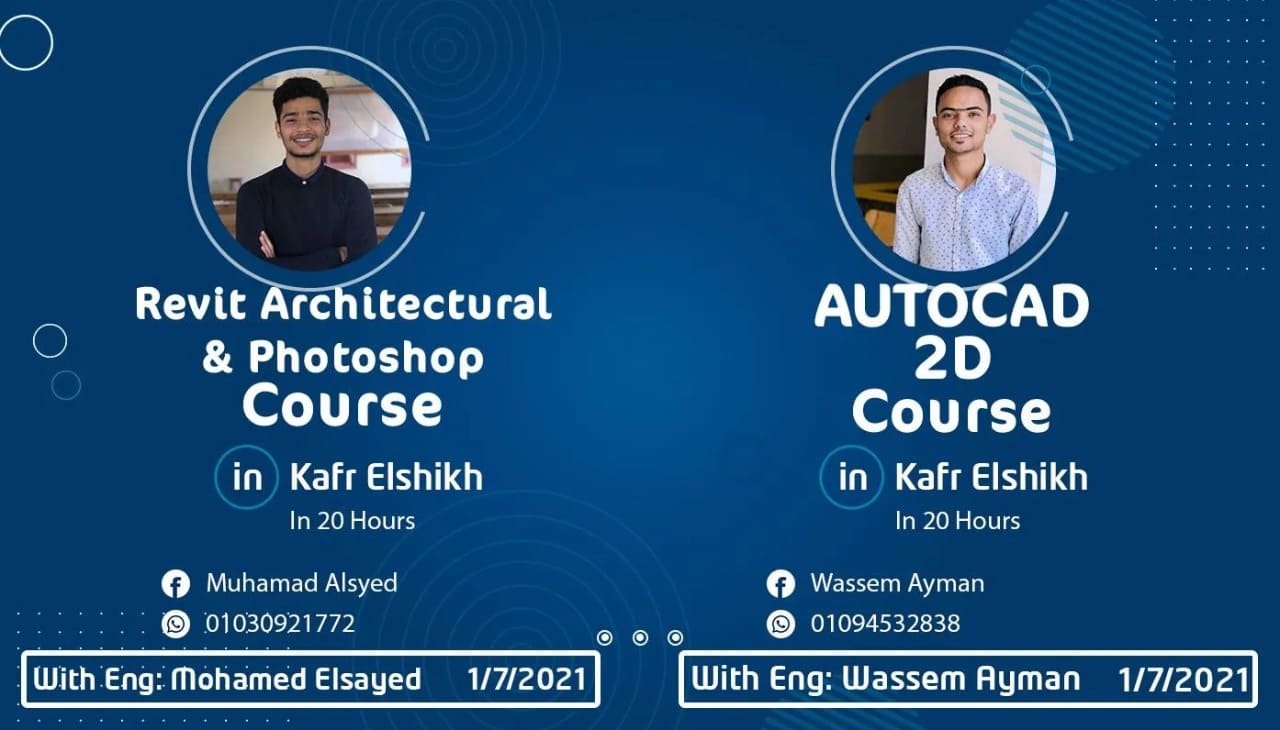 Revit Architectural
& Photoshop
Course
in Kafr Elshikh
In 20 Hours
Muhamad Alsyed
01030921772
With Eng: Mohamed Elsayed 1/7/2021
AUTOCAD
2D
Course
in Kafr Elshikh
In 20 Hours
Wassem Ayman
01094532838
With Eng: Wassem Ayman 1/7/2021